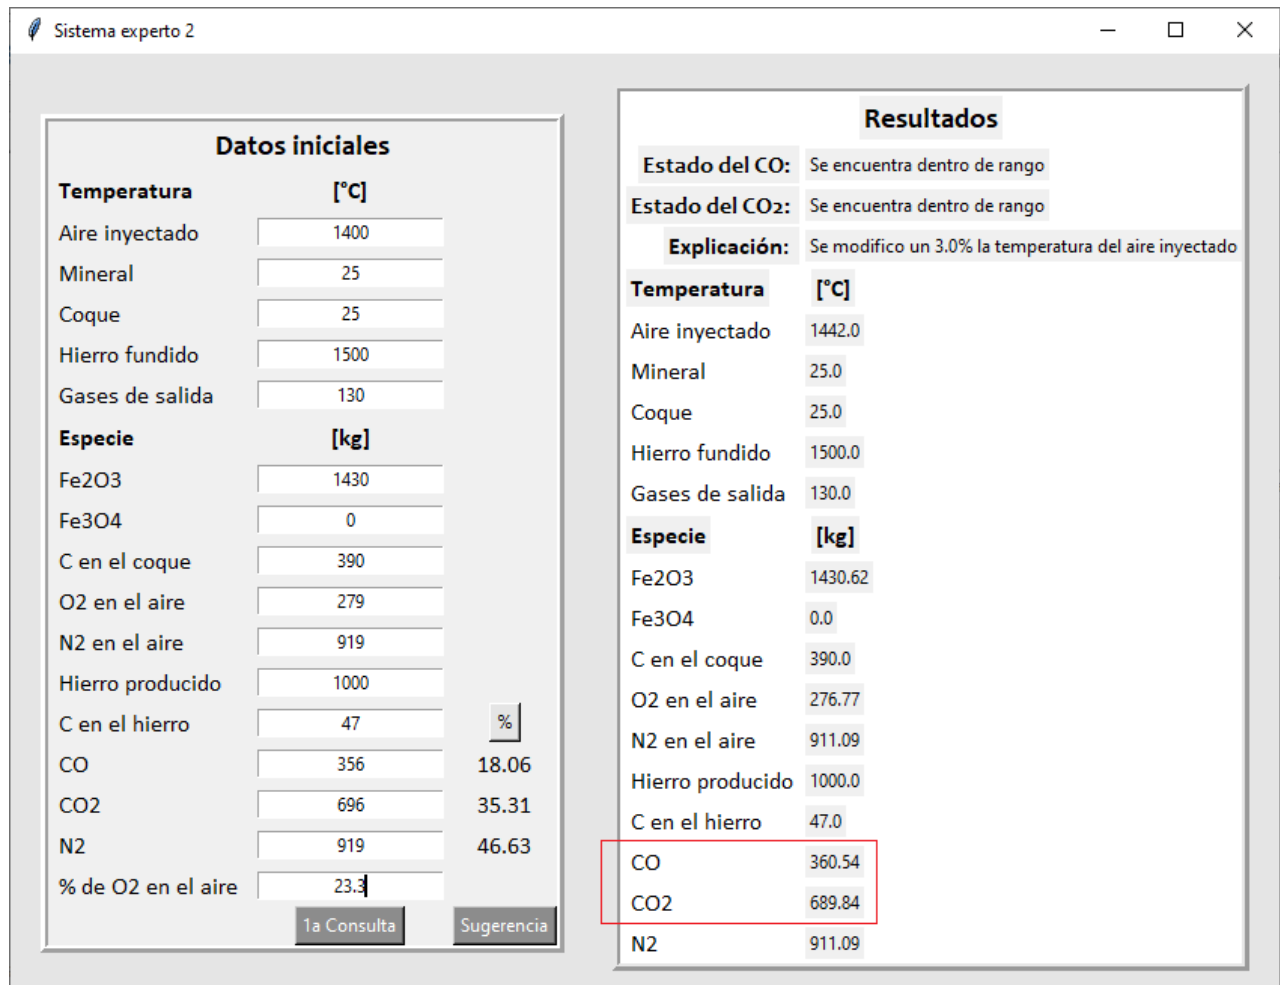 Sistema experto 2
Datos iniciales
Temperatura [°C]
Aire inyectado 1400
Mineral 25
Coque 25
Hierro fundido 1500
Gases de salida 130
Especie [kg]
Fe2O3 1430
Fe3O4 0
C en el coque 390
O2 en el aire 279
N2 en el aire 919
Hierro producido 1000
C en el hierro 47 %
CO 356 18.06
CO2 696 35.31
N2 919 46.63
% de O2 en el aire 23.3
1a Consulta Sugerencia
Resultados
Estado del CO: Se encuentra dentro de rango
Estado del CO2: Se encuentra dentro de rango
Explicación: Se modifico un 3.0% la temperatura del aire inyectado
Temperatura [°C]
Aire inyectado 1442.0
Mineral 25.0
Coque 25.0
Hierro fundido 1500.0
Gases de salida 130.0
Especie [kg]
Fe2O3 1430.62
Fe3O4 0.0
C en el coque 390.0
O2 en el aire 276.77
N2 en el aire 911.09
Hierro producido 1000.0
C en el hierro 47.0
CO 360.54
CO2 689.84
N2 911.09